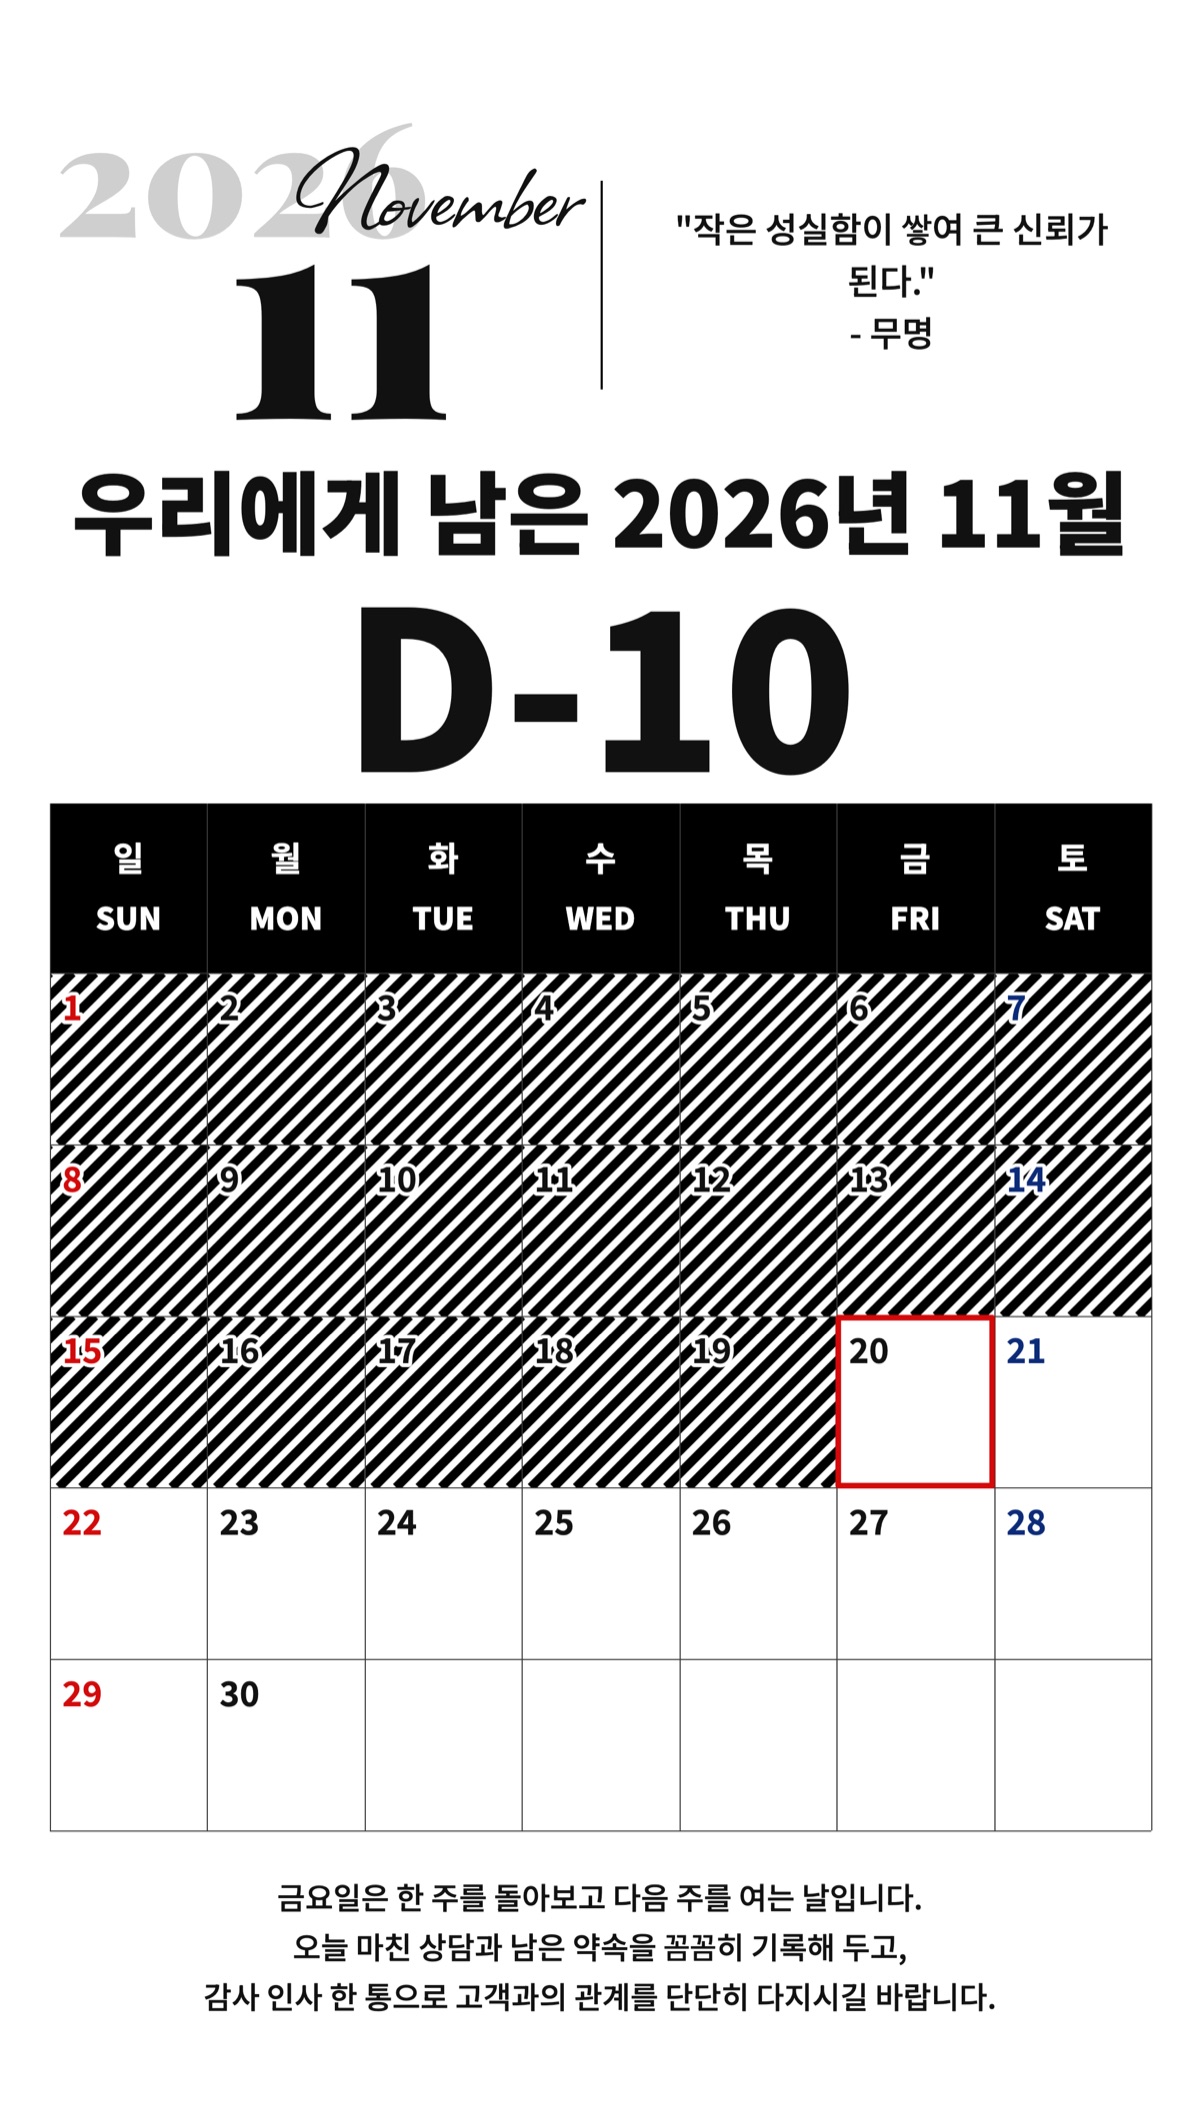 2026
November
11
"작은 성실함이 쌓여 큰 신뢰가
된다."
- 무명
우리에게 남은 2026년 11월
D-10
일 월 화 수 목 금 토
SUN MON TUE WED THU FRI SAT
1 2 3 4 5 6 7
8 9 10 11 12 13 14
15 16 17 18 19 20 21
22 23 24 25 26 27 28
29 30
금요일은 한 주를 돌아보고 다음 주를 여는 날입니다.
오늘 마친 상담과 남은 약속을 꼼꼼히 기록해 두고,
감사 인사 한 통으로 고객과의 관계를 단단히 다지시길 바랍니다.